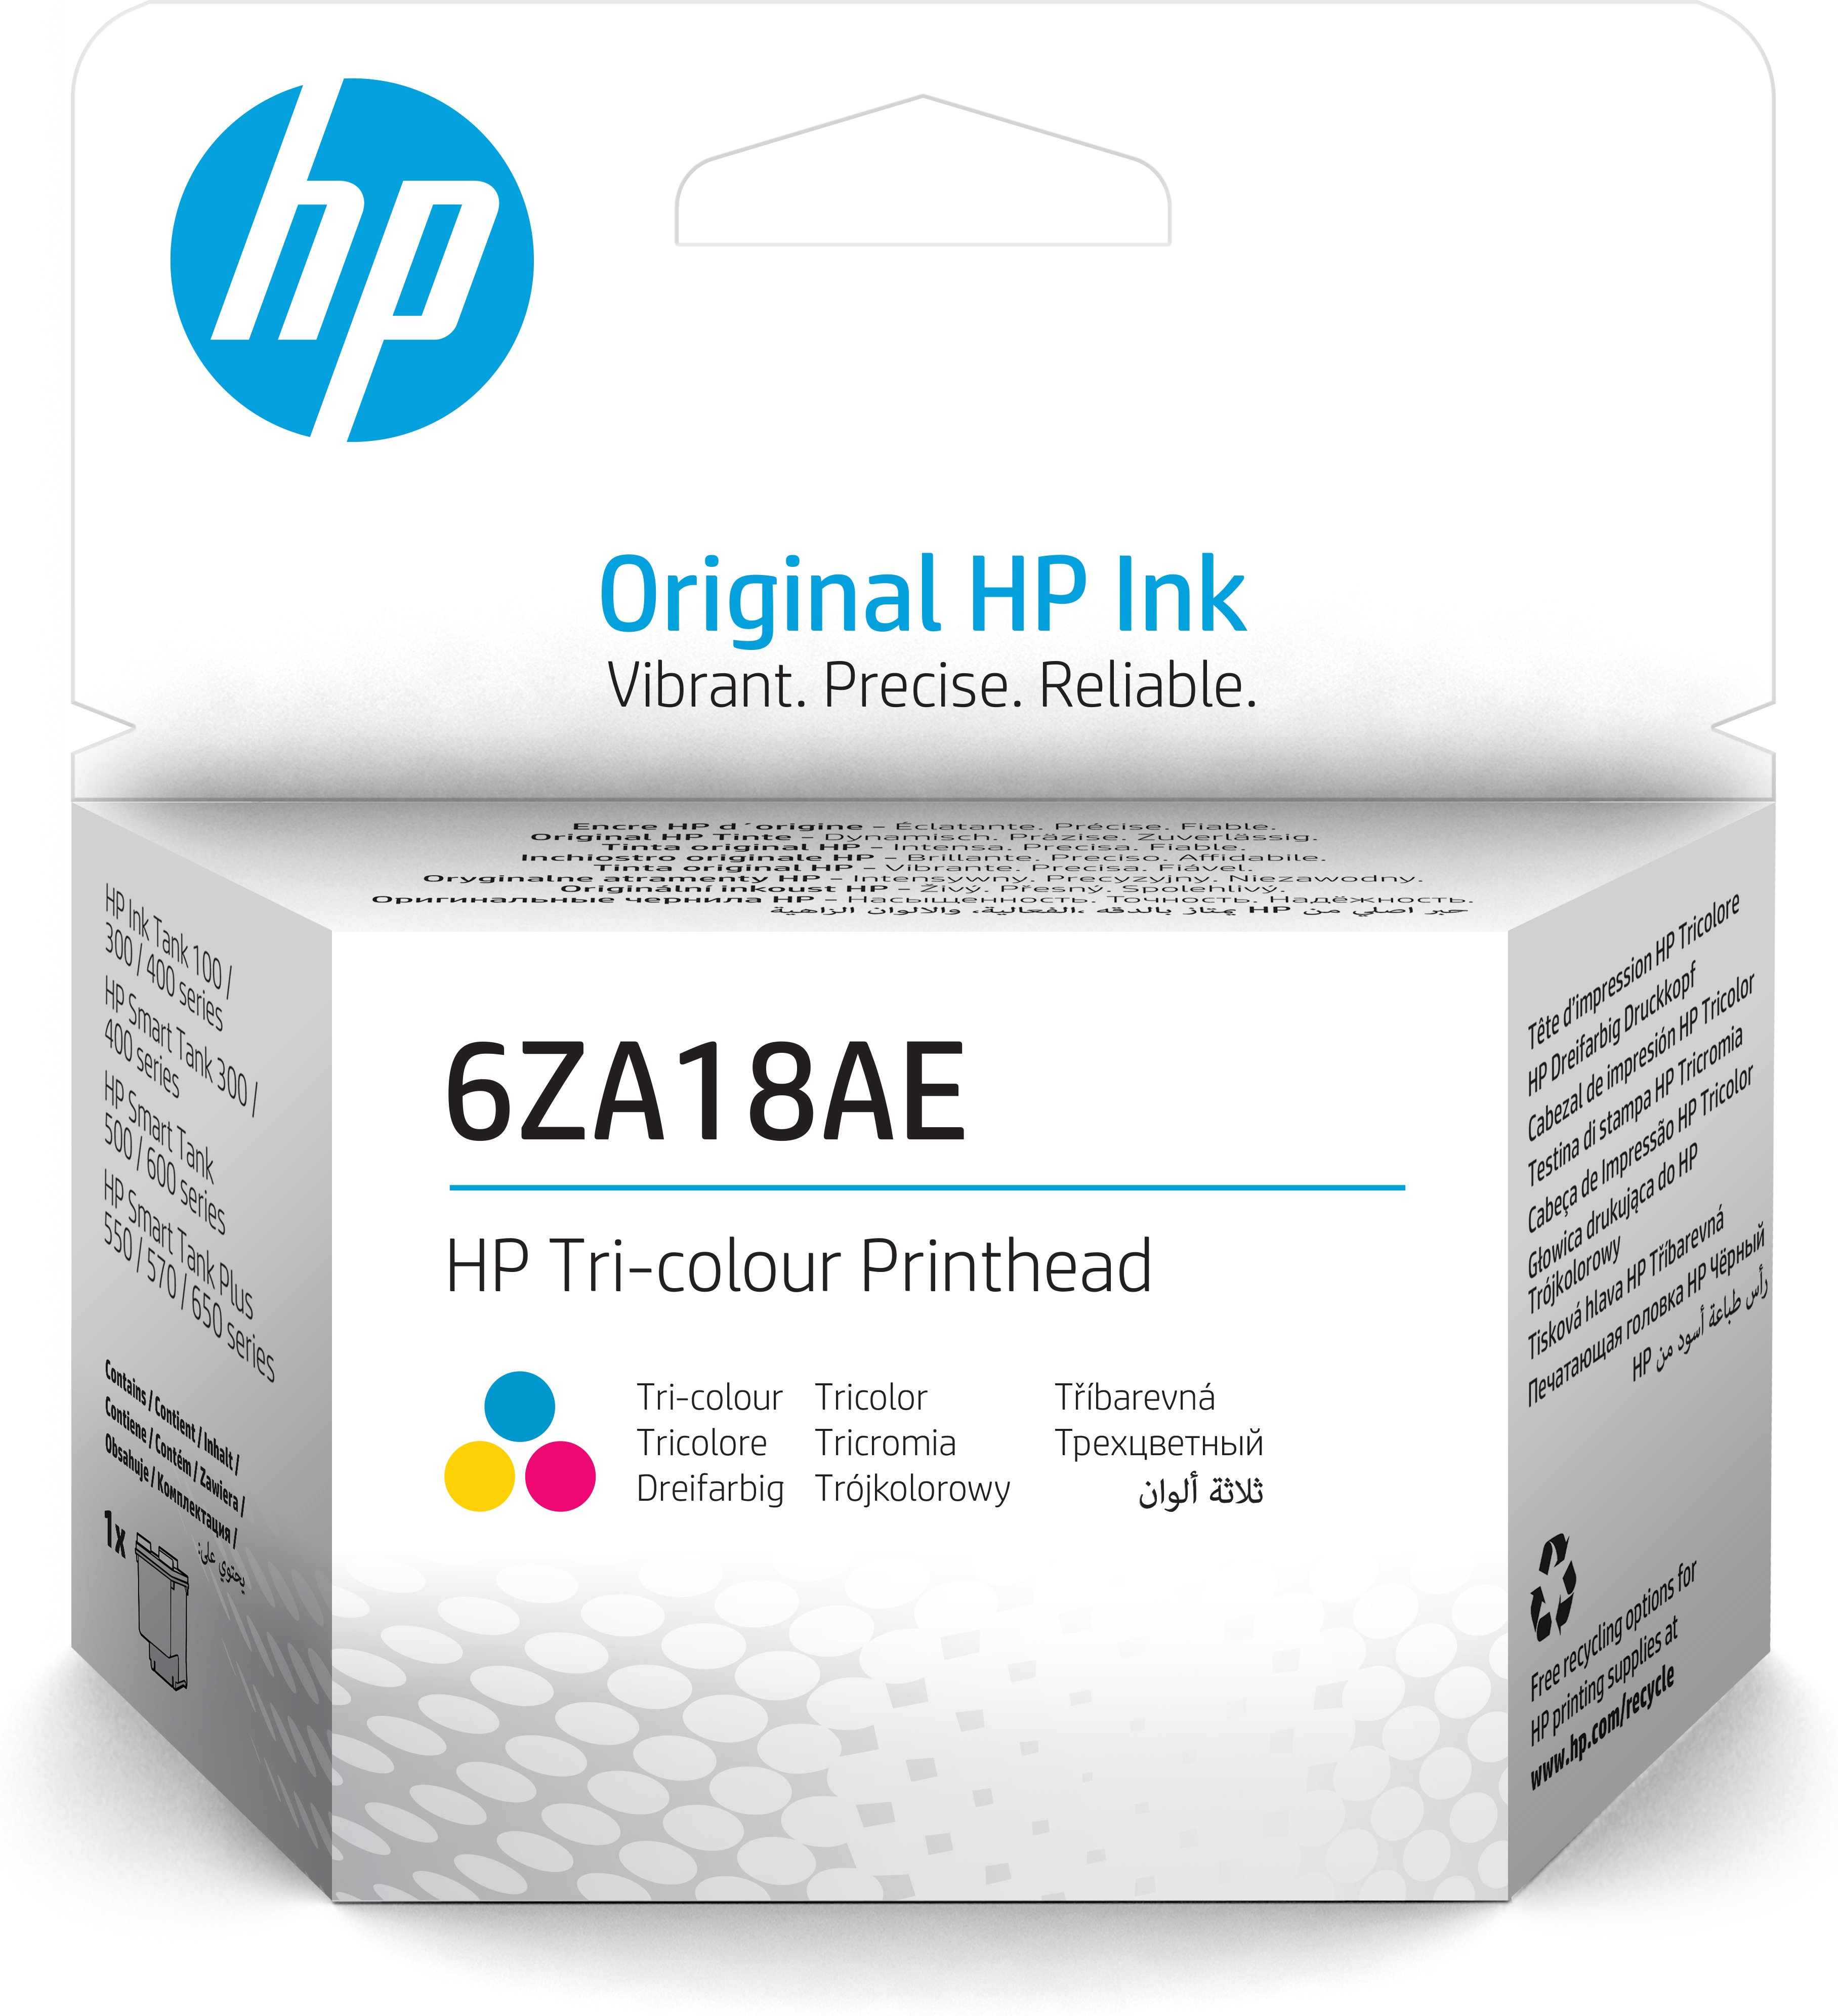 hp
Original HP Ink
Vibrant. Precise. Reliable.
Encre HP d´origine – Éclatante. Précise. Fiable.
Original HP Tinte – Dynamisch. Präzise. Zuverlässig.
Tinta original HP – Intensa. Precisa. Fiable.
Inchiostro originale HP – Brillante. Preciso. Affidabile.
Tinta original HP – Vibrante. Precisa. Fiável.
Oryginalne atramenty HP – Intensywny. Precyzyjny. Niezawodny.
Originální inkoust HP – Živý. Přesný. Spolehlivý.
Оригинальные чернила HP – Насыщенность. Точность. Надёжность.
حبر اصلي من HP يمتاز بالدقه ،الفعالية، والالوان الزاهية
HP Ink Tank 100 /
300 / 400 series
HP Smart Tank 300 /
400 series
HP Smart Tank
500 / 600 series
HP Smart Tank Plus
550 / 570 / 650 series
Contains / Contient / Inhalt /
Contiene / Contém / Zawiera /
Obsahuje / Комплектация /
يحتوي على:
1x
6ZA18AE
HP Tri-colour Printhead
Tri-colour Tricolor Tříbarevná
Tricolore Tricromia Трехцветный
Dreifarbig Trójkolorowy ثلاثة ألوان
Tête d'impression HP Tricolore
HP Dreifarbig Druckkopf
Cabezal de impresión HP Tricolor
Testina di stampa HP Tricromia
Cabeça de Impressão HP Tricolor
Głowica drukująca do HP
Trójkolorowy
Tisková hlava HP Tříbarevná
Печатающая головка HP Чёрный
رأس طباعة أسود من HP
Free recycling options for
HP printing supplies at
www.hp.com/recycle